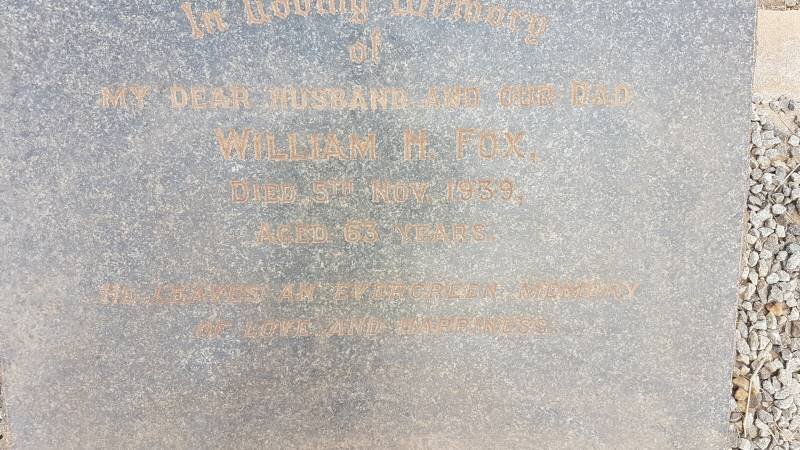 In Loving Memory
of
MY DEAR HUSBAND AND OUR DAD
WILLIAM H. FOX,
DIED 5TH NOV. 1939,
AGED 63 YEARS.
HE LEAVES AN EVERGREEN MEMORY
OF LOVE AND HAPPINESS.